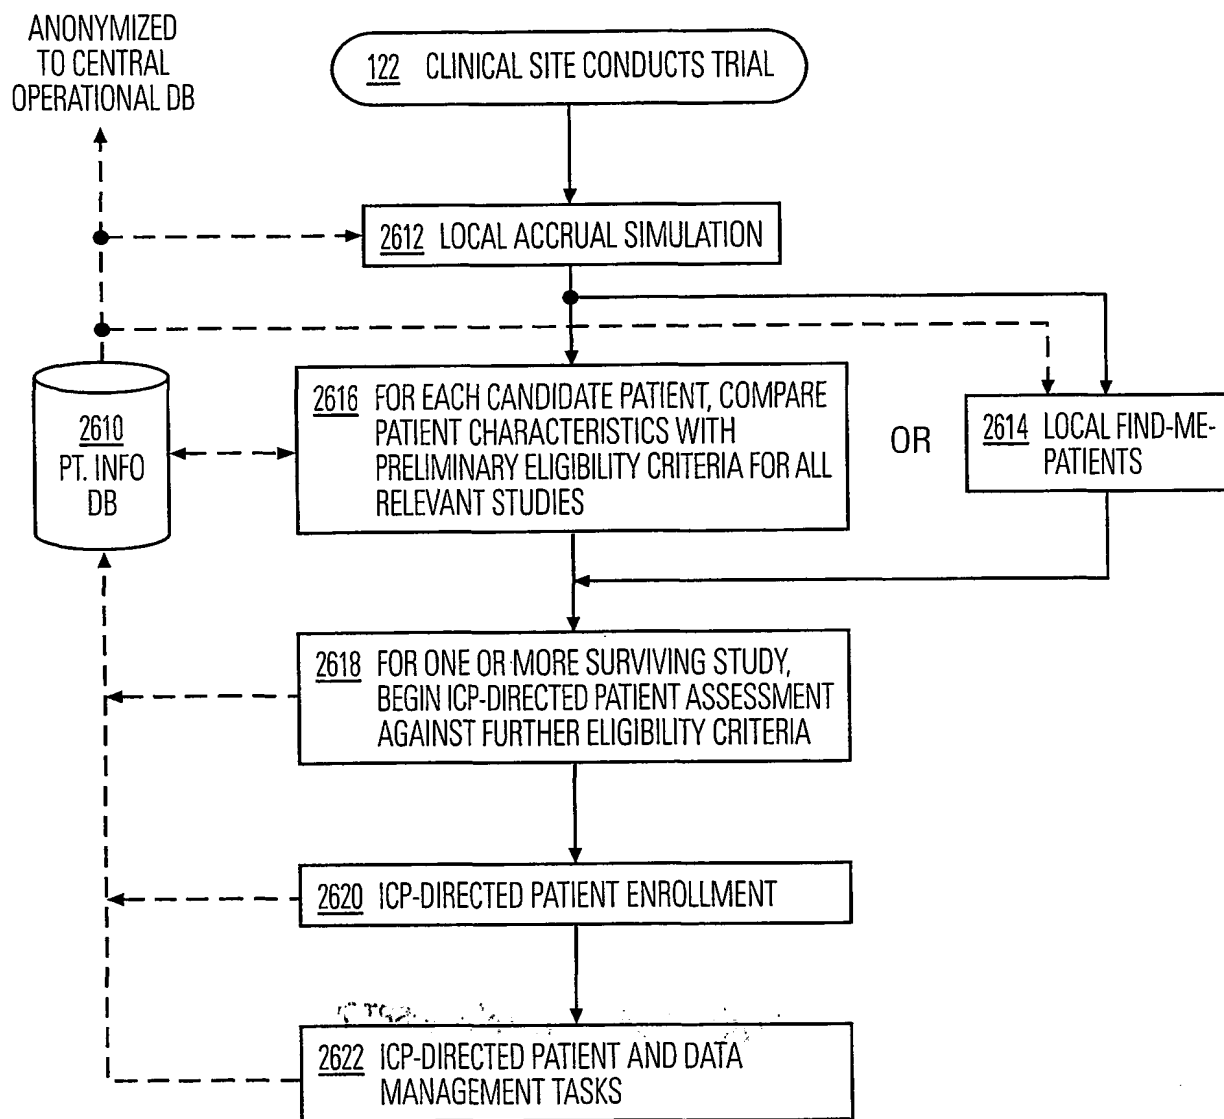 ANONYMIZED
TO CENTRAL
OPERATIONAL DB
122 CLINICAL SITE CONDUCTS TRIAL
2612 LOCAL ACCRUAL SIMULATION
2610
PT. INFO
DB
2616 FOR EACH CANDIDATE PATIENT, COMPARE
PATIENT CHARACTERISTICS WITH
PRELIMINARY ELIGIBILITY CRITERIA FOR ALL
RELEVANT STUDIES
OR
2614 LOCAL FIND-ME-
PATIENTS
2618 FOR ONE OR MORE SURVIVING STUDY,
BEGIN ICP-DIRECTED PATIENT ASSESSMENT
AGAINST FURTHER ELIGIBILITY CRITERIA
2620 ICP-DIRECTED PATIENT ENROLLMENT
2622 ICP-DIRECTED PATIENT AND DATA
MANAGEMENT TASKS